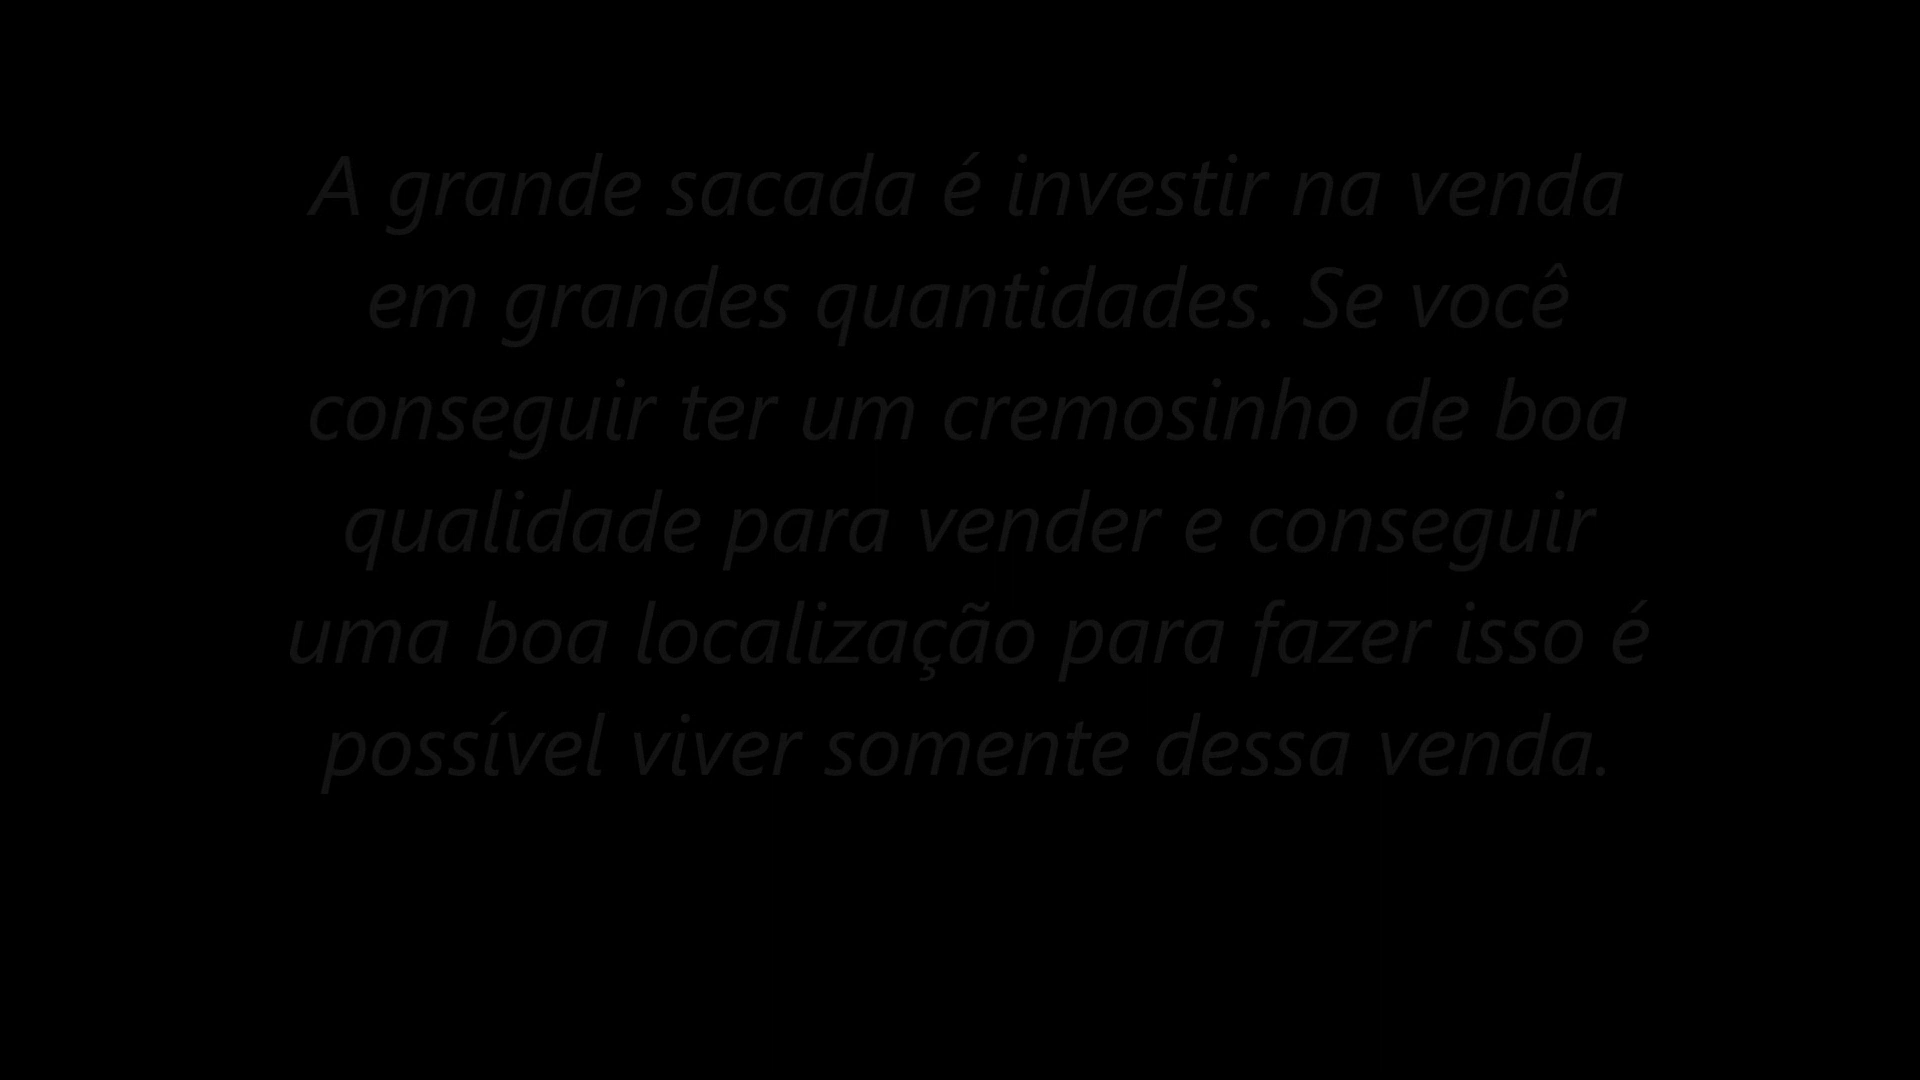 A grande sacada é investir na venda
em grandes quantidades. Se você
conseguir ter um cremosinho de boa
qualidade para vender e conseguir
uma boa localização para fazer isso é
possível viver somente dessa venda.